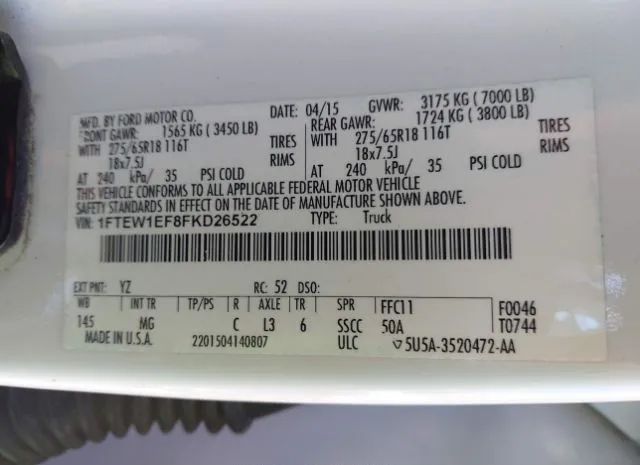 MFD. BY FORD MOTOR CO. DATE: 04/15 GVWR: 3175 KG ( 7000 LB)
FRONT GAWR: 1565 KG ( 3450 LB) REAR GAWR: 1724 KG ( 3800 LB)
WITH 275/65R18 116T TIRES WITH 275/65R18 116T TIRES
18x7.5J RIMS 18x7.5J RIMS
AT 240 kPa/ 35 PSI COLD AT 240 kPa/ 35 PSI COLD
THIS VEHICLE CONFORMS TO ALL APPLICABLE FEDERAL MOTOR VEHICLE
SAFETY STANDARDS IN EFFECT ON THE DATE OF MANUFACTURE SHOWN ABOVE.
VIN: 1FTEW1EF8FKD26522 TYPE: Truck
EXT PNT: YZ RC: 52 DSO:
WB INT TR TP/PS R AXLE TR SPR FFC11 F0046
145 MG C L3 6 SSCC 50A T0744
MADE IN U.S.A. 2201504140807 ULC ▽5U5A-3520472-AA